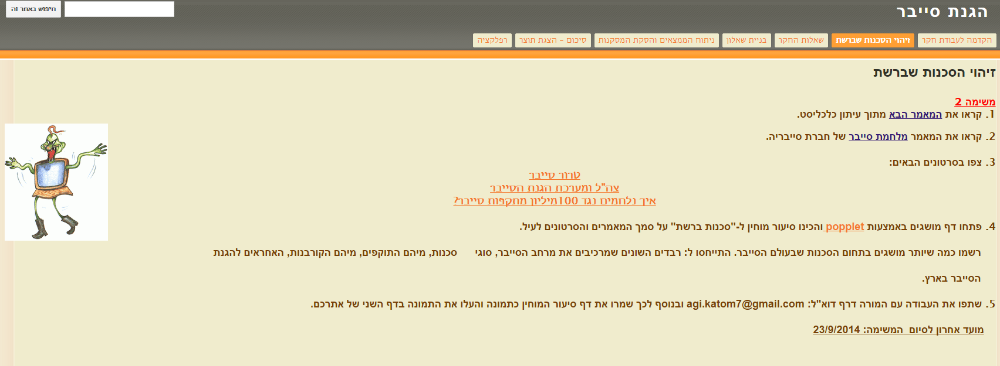 הגנת סייבר
חיפוש באתר זה
הקדמה לעבודת חקר
זיהוי הסכנות שברשת
שאלות החקר
בניית שאלון
ניתוח הממצאים והסקת המסקנות
סיכום - הצגת תוצר
רפלקציה
זיהוי הסכנות שברשת
משימה 2
1. קראו את המאמר הבא מתוך עיתון כלכליסט.
2. קראו את המאמר מלחמת סייבר של חברת סייבריה.
3. צפו בסרטונים הבאים:
טרור סייבר
צה"ל ומערכת הגנת הסייבר
איך נלחמים נגד 100מיליון מתקפות סייבר?
4. פתחו דף מושגים באמצעות popplet והכינו סיעור מוחין ל-"סכנות ברשת" על סמך המאמרים והסרטונים לעיל.
רשמו כמה שיותר מושגים בתחום הסכנות שבעולם הסייבר. התייחסו ל: רבדים השונים שמרכיבים את מרחב הסייבר, סוגי סכנות, מיהם התוקפים, מיהם הקורבנות, האחראים להגנת
הסייבר בארץ.
5. שתפו את העבודה עם המורה דרף דוא"ל: agi.katom7@gmail.com ובנוסף לכך שמרו את דף סיעור המוחין כתמונה והעלו את התמונה בדף השני של אתרכם.
מועד אחרון לסיום המשימה: 23/9/2014